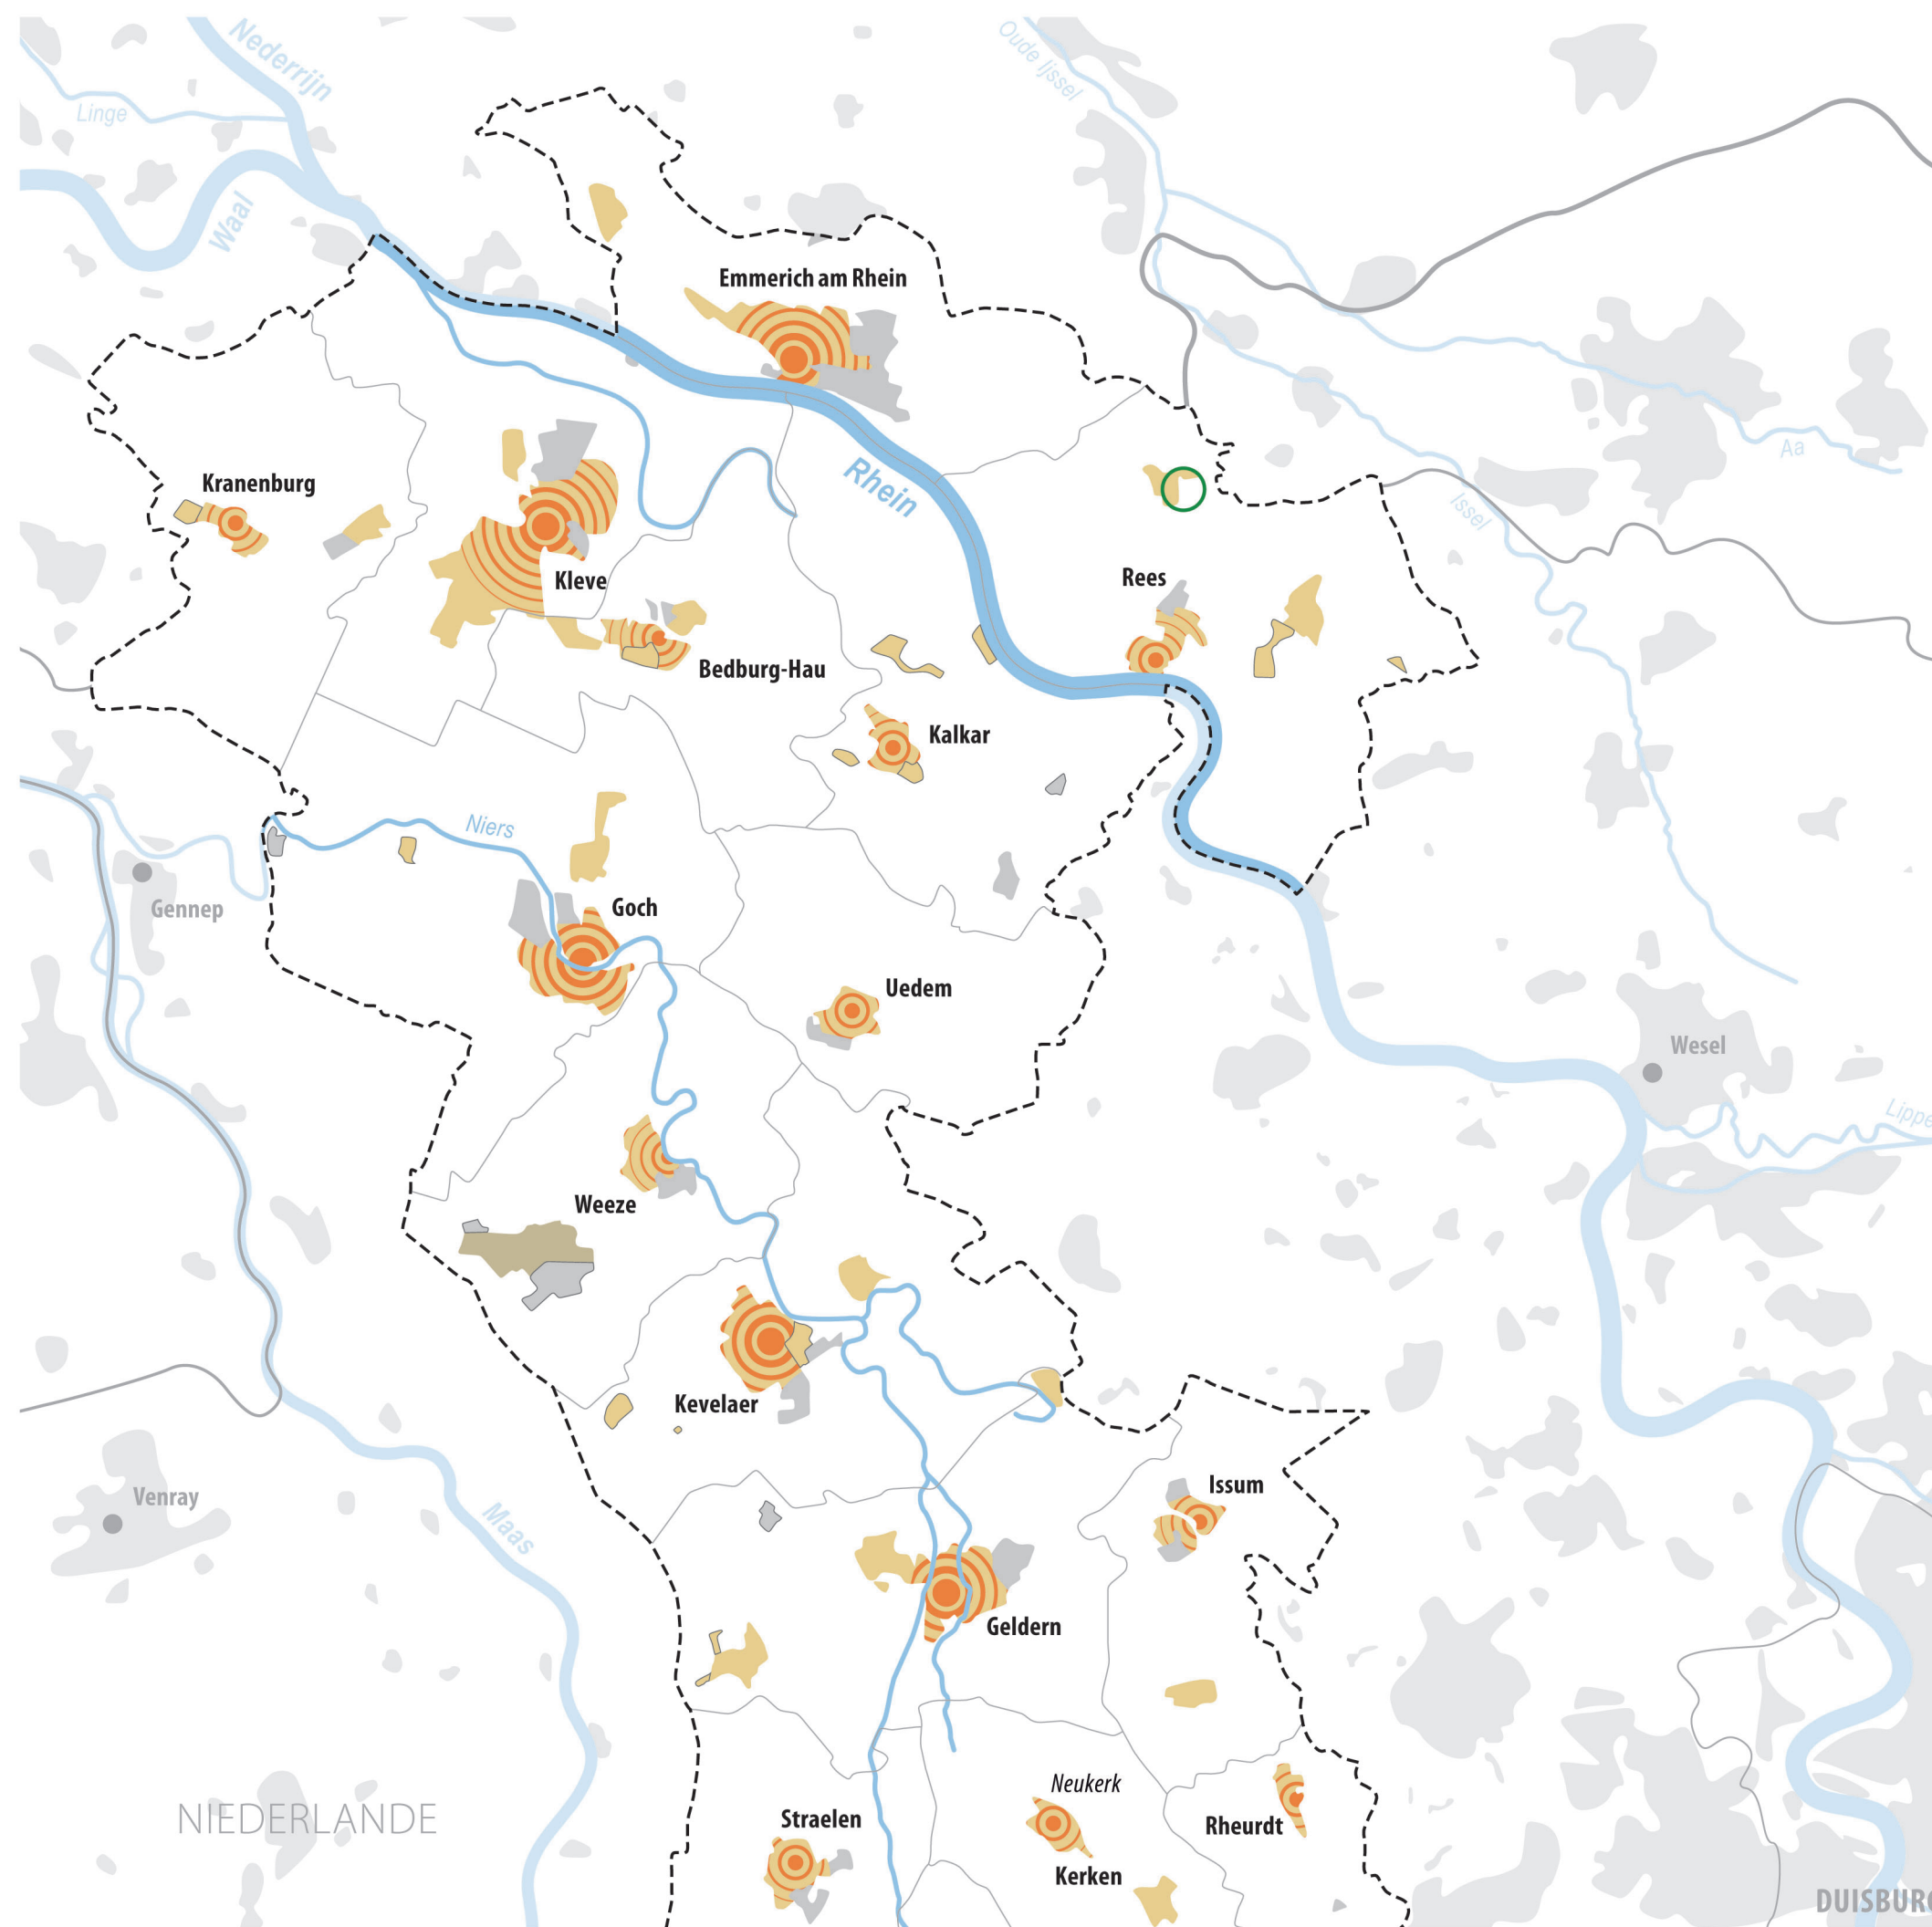 Nederrijn
Oude Ijssel
Linge
Waal
Emmerich am Rhein
Aa
Rhein
Kranenburg
Issel
Rees
Kleve
Bedburg-Hau
Kalkar
Niers
Goch
Gennep
Uedem
Wesel
Lippe
Weeze
Kevelaer
Issum
Venray
Maas
Geldern
Neukerk
NIEDERLANDE
Straelen
Rheurdt
Kerken
DUISBURG